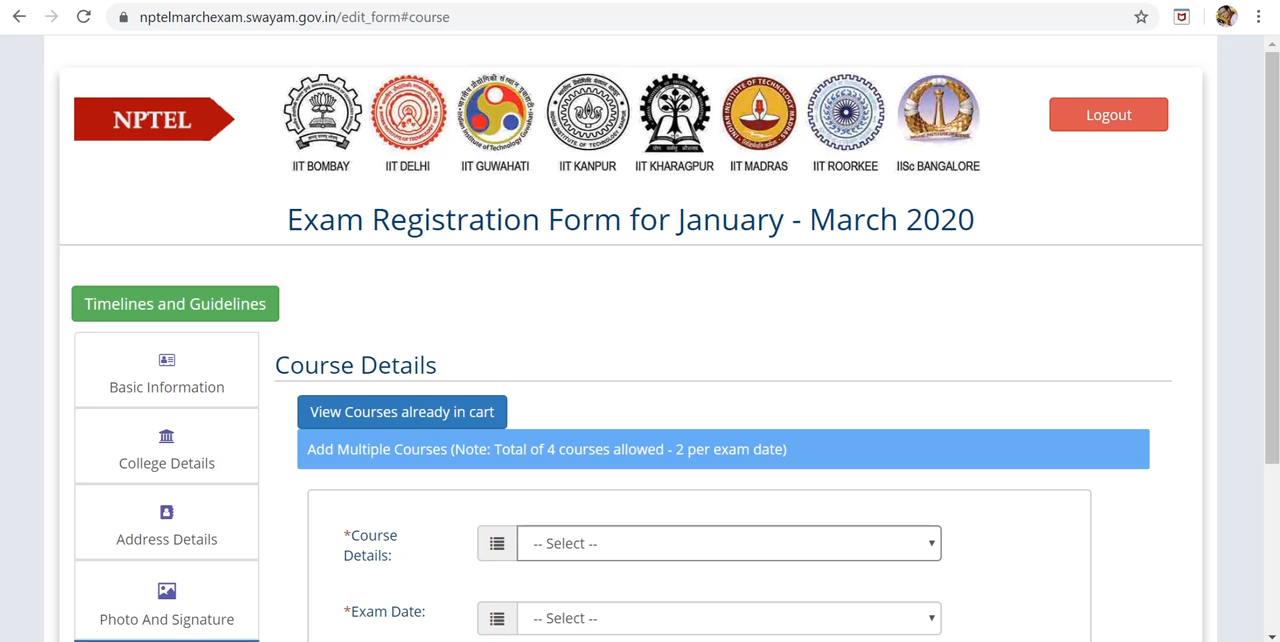 nptelmarchexam.swayam.gov.in/edit_form#course
NPTEL
IIT BOMBAY
IIT DELHI
IIT GUWAHATI
IIT KANPUR
IIT KHARAGPUR
IIT MADRAS
IIT ROORKEE
IISc BANGALORE
Logout
Exam Registration Form for January - March 2020
Timelines and Guidelines
Basic Information
College Details
Address Details
Photo And Signature
Course Details
View Courses already in cart
Add Multiple Courses (Note: Total of 4 courses allowed - 2 per exam date)
*Course
Details:
-- Select --
*Exam Date:
-- Select --